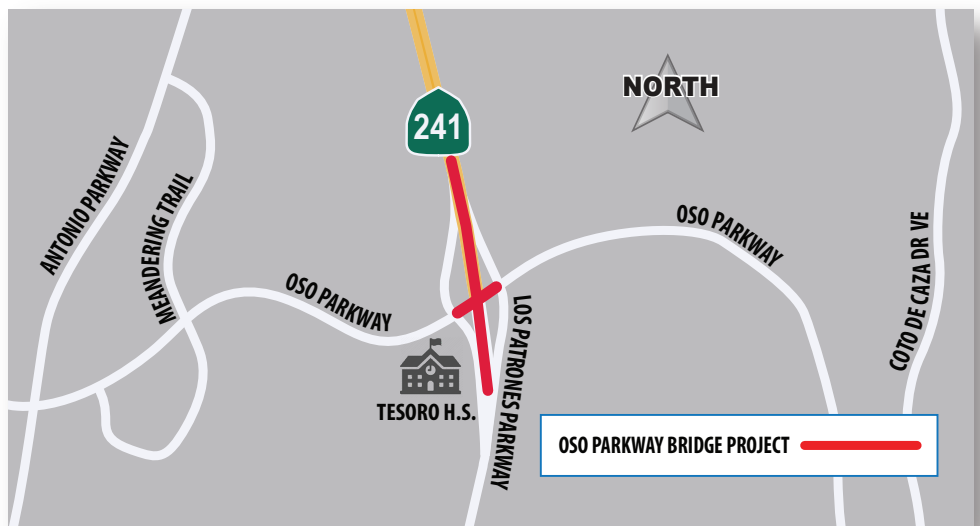 NORTH
241
ANTONIO PARKWAY
MEANDERING TRAIL
OSO PARKWAY
OSO PARKWAY
COTO DE CAZA DR VE
LOS PATRONES PARKWAY
TESORO H.S.
OSO PARKWAY BRIDGE PROJECT